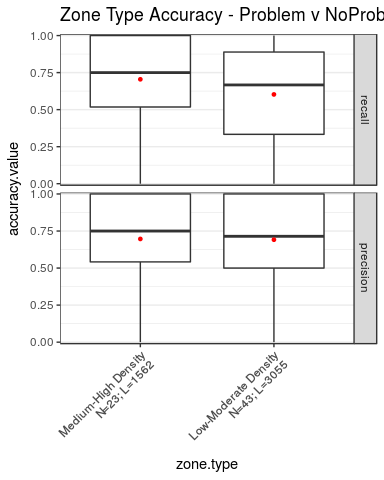 Zone Type Accuracy - Problem v NoProb
accuracy.value
1.00
0.75
0.50
0.25
0.00
recall
1.00
0.75
0.50
0.25
0.00
precision
Medium-High Density
N=23; L=1562
Low-Moderate Density
N=43; L=3055
zone.type